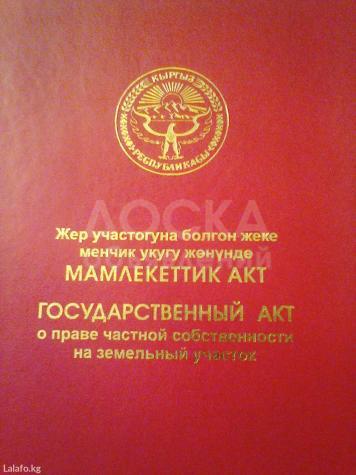 КЫРГЫЗ
РЕСПУБЛИКАСЫ
Жер участогуна болгон жеке
менчик укугу жөнүндө
МАМЛЕКЕТТИК АКТ
ГОСУДАРСТВЕННЫЙ АКТ
о праве частной собственности
на земельный участок
ДОСКА
Lalafo.kg